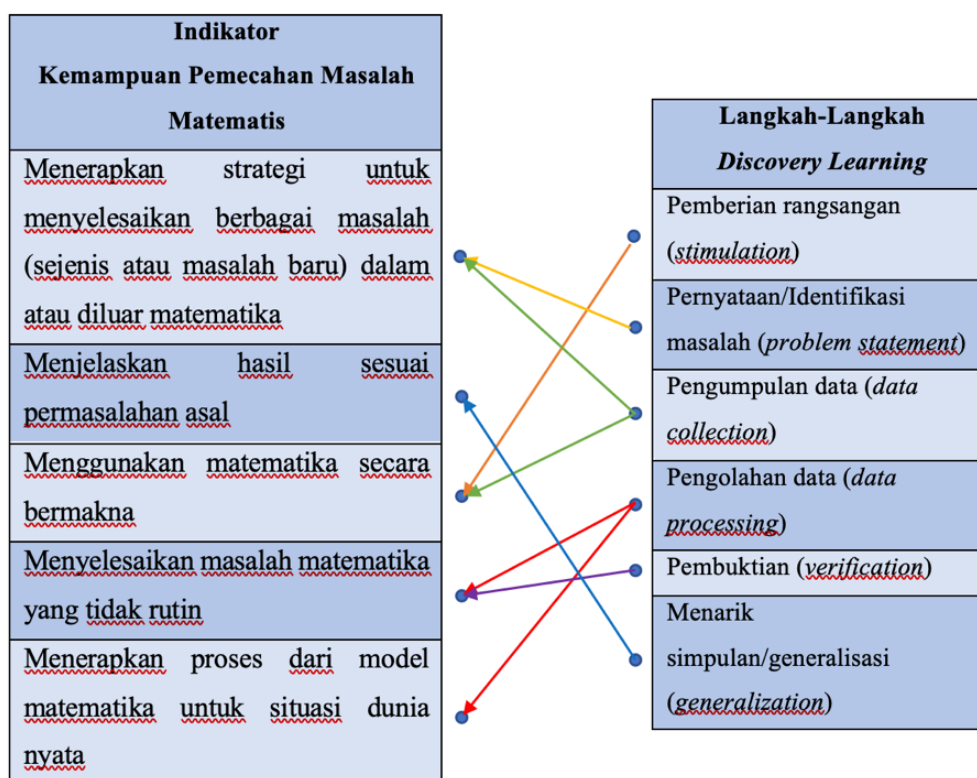 Indikator
Kemampuan Pemecahan Masalah
Matematis
Menerapkan strategi untuk
menyelesaikan berbagai masalah
(sejenis atau masalah baru) dalam
atau diluar matematika
Menjelaskan hasil sesuai
permasalahan asal
Menggunakan matematika secara
bermakna
Menyelesaikan masalah matematika
yang tidak rutin
Menerapkan proses dari model
matematika untuk situasi dunia
nyata
Langkah-Langkah
Discovery Learning
Pemberian rangsangan
(stimulation)
Pernyataan/Identifikasi
masalah (problem statement)
Pengumpulan data (data
collection)
Pengolahan data (data
processing)
Pembuktian (verification)
Menarik
simpulan/generalisasi
(generalization)